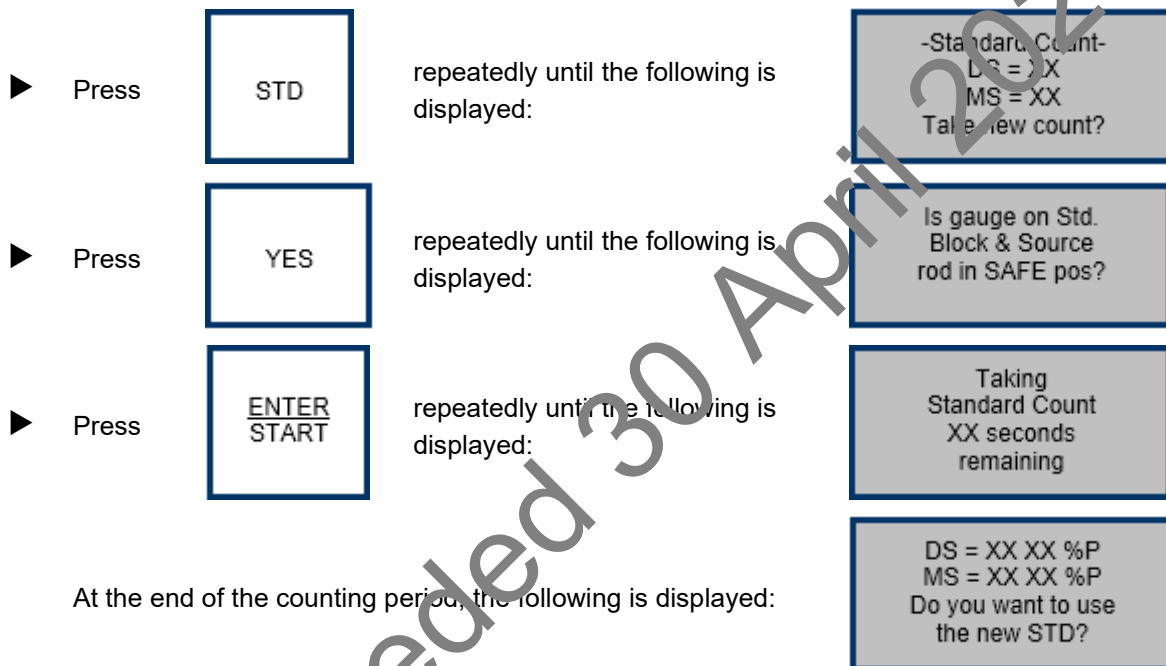 Press
STD
repeatedly until the following is
displayed:
-Standard Count-
DS = XX
MS = XX
Take new count?
Press
YES
repeatedly until the following is
displayed:
Is gauge on Std.
Block & Source
rod in SAFE pos?
Press
ENTER
START
repeatedly until the following is
displayed:
Taking
Standard Count
XX seconds
remaining
At the end of the counting period, the following is displayed:
DS = XX XX %P
MS = XX XX %P
Do you want to use
the new STD?
eded 30 April 202